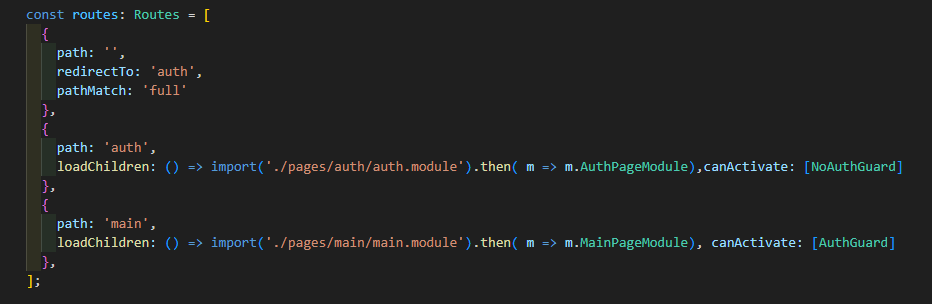 const routes: Routes = [
  {
    path: '',
    redirectTo: 'auth',
    pathMatch: 'full'
  },
  {
    path: 'auth',
    loadChildren: () => import('./pages/auth/auth.module').then( m => m.AuthPageModule),canActivate: [NoAuthGuard]
  },
  {
    path: 'main',
    loadChildren: () => import('./pages/main/main.module').then( m => m.MainPageModule), canActivate: [AuthGuard]
  },
];